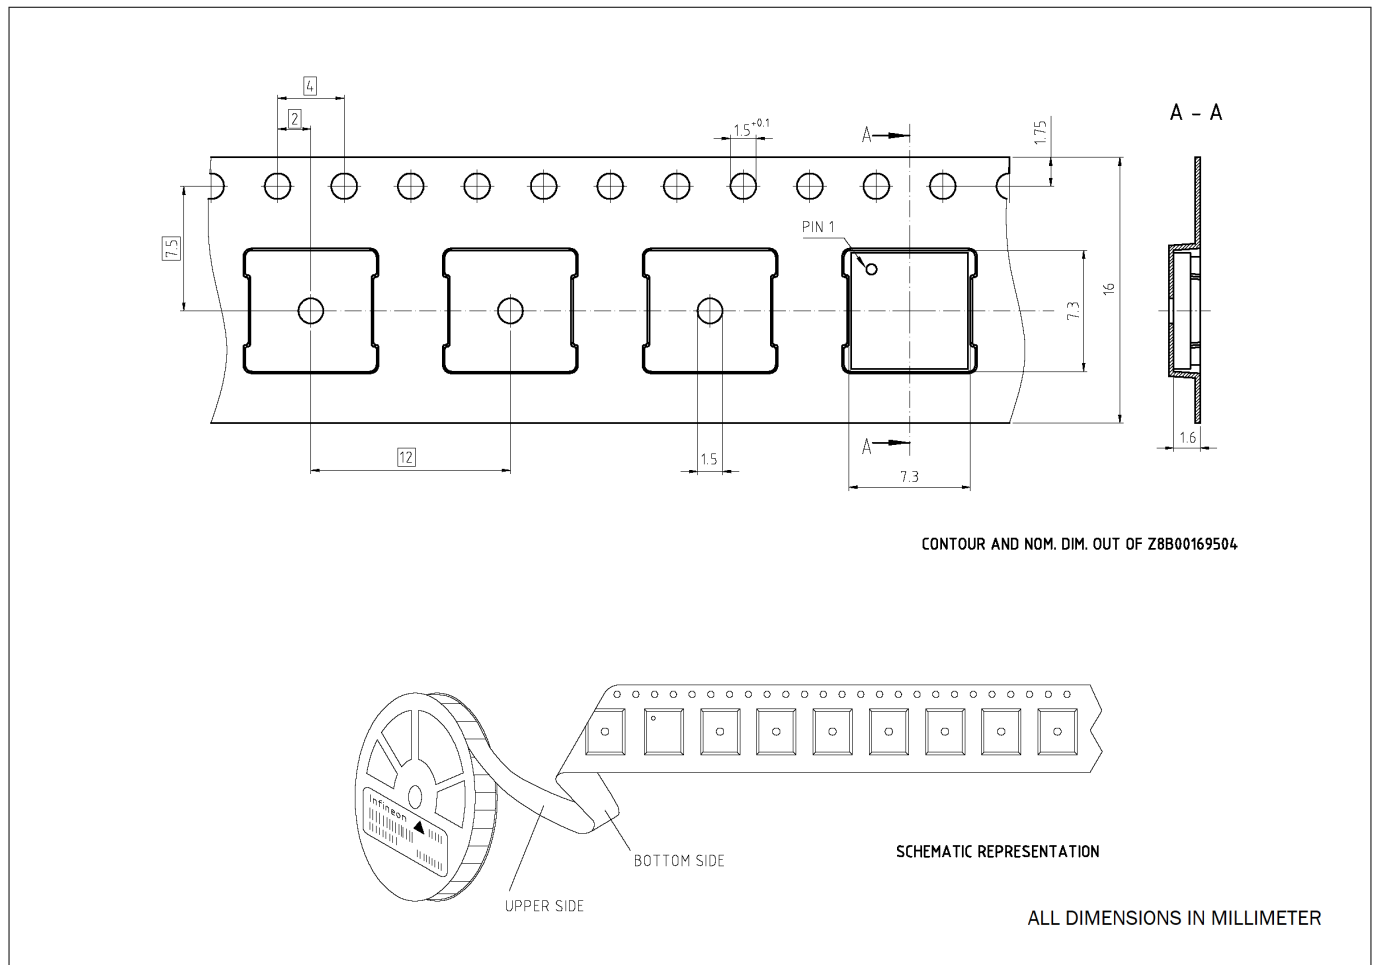 4
2
1.5+0.1
A
A – A
1.75
PIN 1
7.5
7.3
16
12
1.5
A
7.3
1.6
CONTOUR AND NOM. DIM. OUT OF Z8B00169504
Infineon
BOTTOM SIDE
SCHEMATIC REPRESENTATION
UPPER SIDE
ALL DIMENSIONS IN MILLIMETER